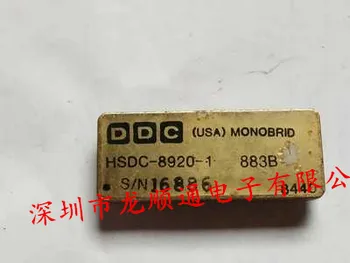 DDC (USA) MONOBRID
HSDC-8920-1 883B
S/N 16886
8440
深圳市龙顺通电子有限公司